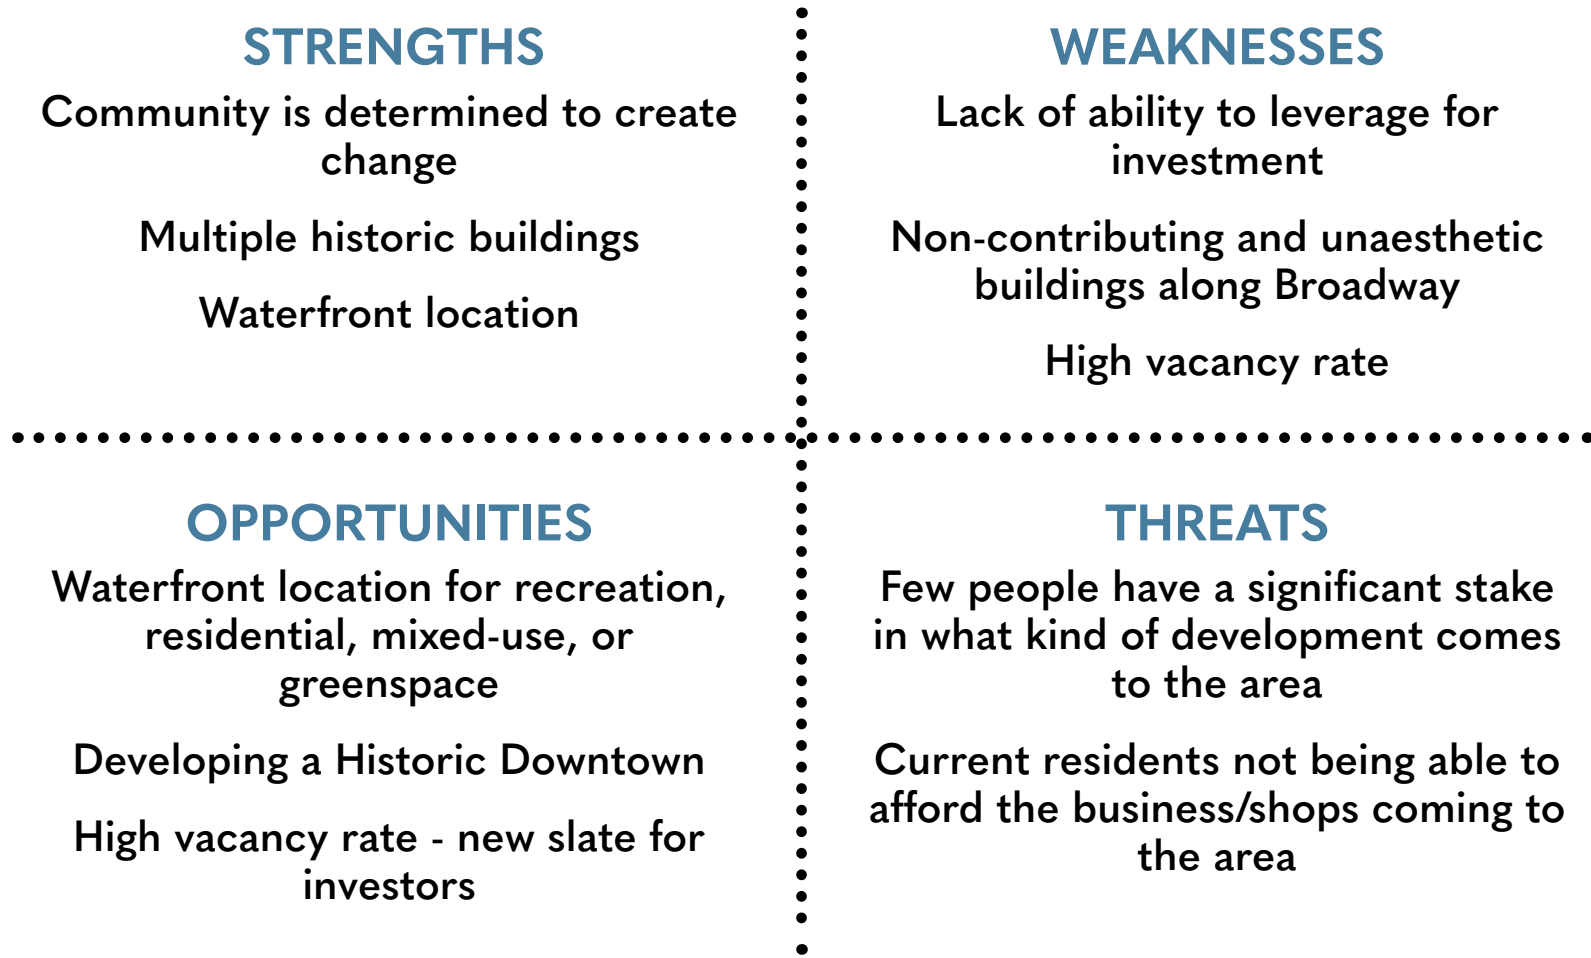 STRENGTHS
Community is determined to create
change
Multiple historic buildings
Waterfront location
WEAKNESSES
Lack of ability to leverage for
investment
Non-contributing and unaesthetic
buildings along Broadway
High vacancy rate
OPPORTUNITIES
Waterfront location for recreation,
residential, mixed-use, or
greenspace
Developing a Historic Downtown
High vacancy rate - new slate for
investors
THREATS
Few people have a significant stake
in what kind of development comes
to the area
Current residents not being able to
afford the business/shops coming to
the area